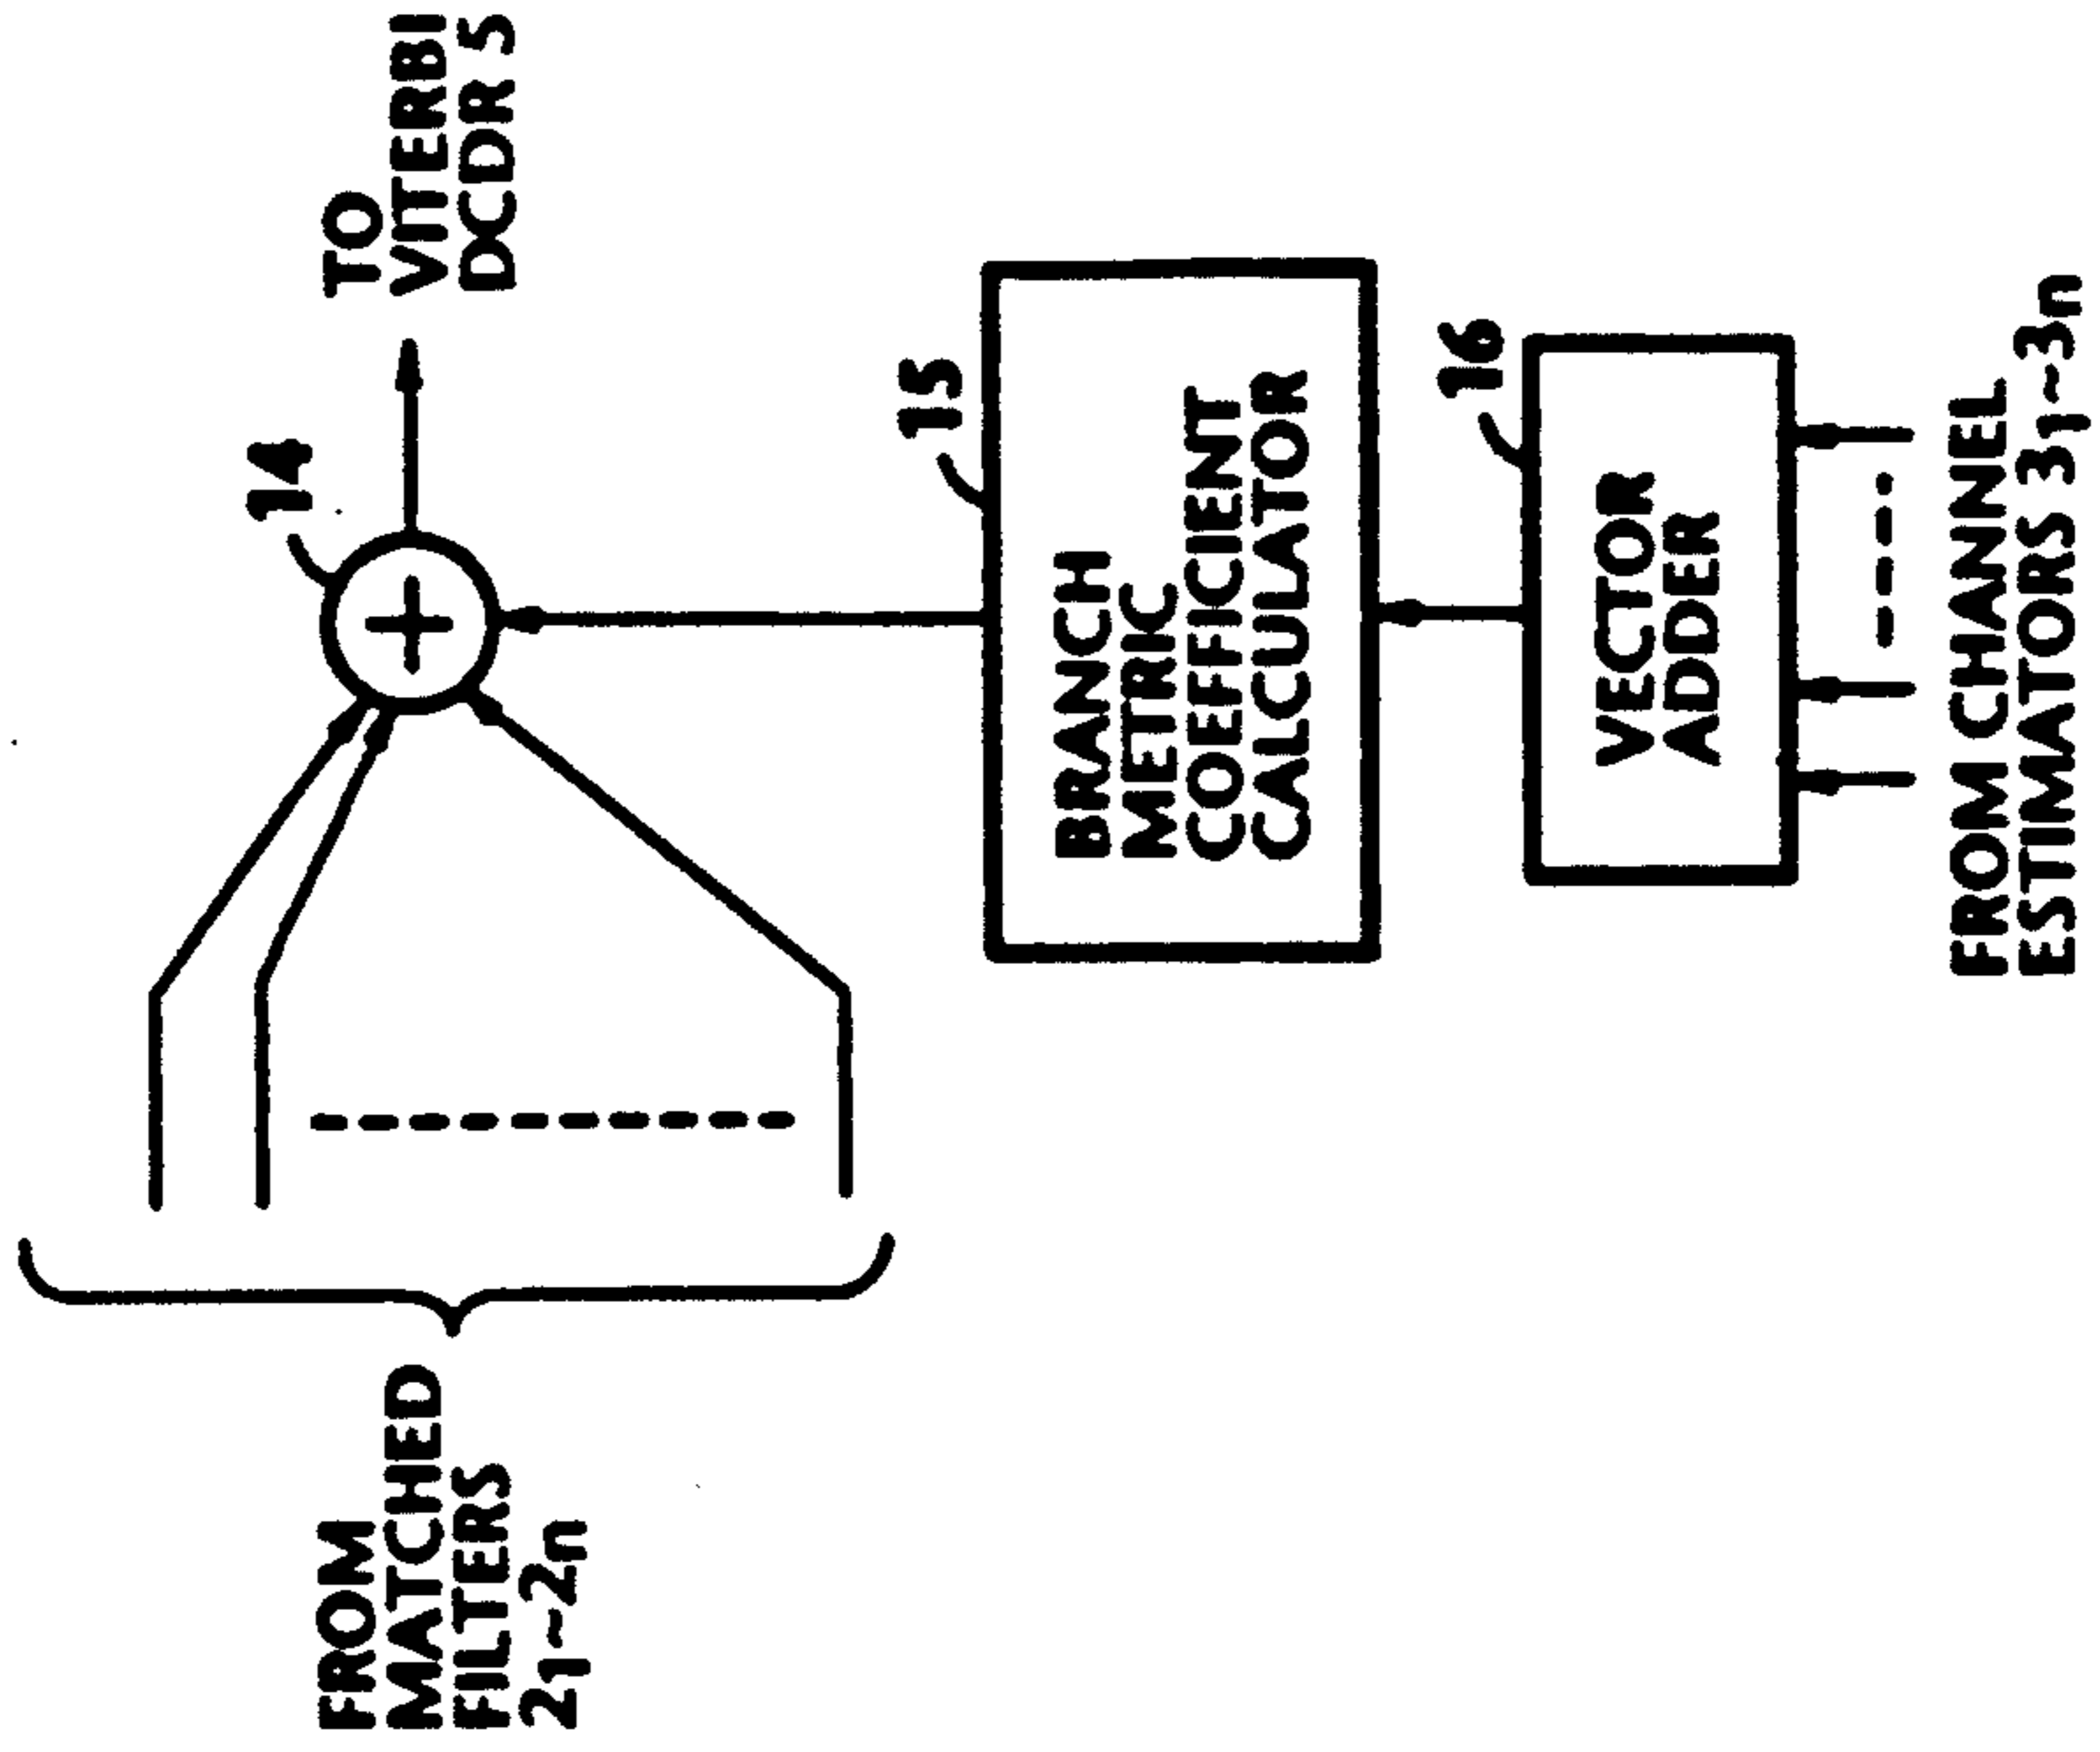 FROM
MATCHED
FILTERS
21~2n
14
TO
VITERBI
DCDR 5
15
BRANCH
METRIC
COEFFICIENT
CALCULATOR
16
VECTOR
ADDER
FROM CHANNEL
ESTIMATORS 31~3n